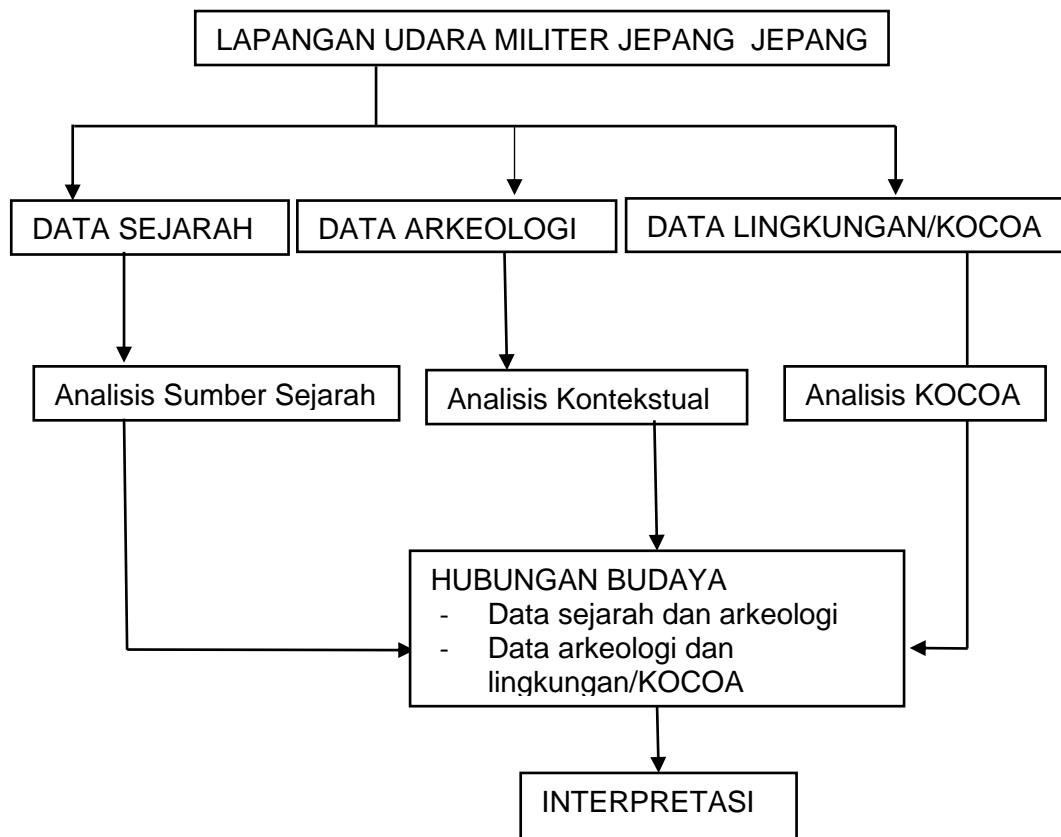 LAPANGAN UDARA MILITER JEPANG  JEPANG
DATA SEJARAH
DATA ARKEOLOGI
DATA LINGKUNGAN/KOCOA
Analisis Sumber Sejarah
Analisis Kontekstual
Analisis KOCOA
HUBUNGAN BUDAYA
- Data sejarah dan arkeologi
- Data arkeologi dan
lingkungan/KOCOA
INTERPRETASI